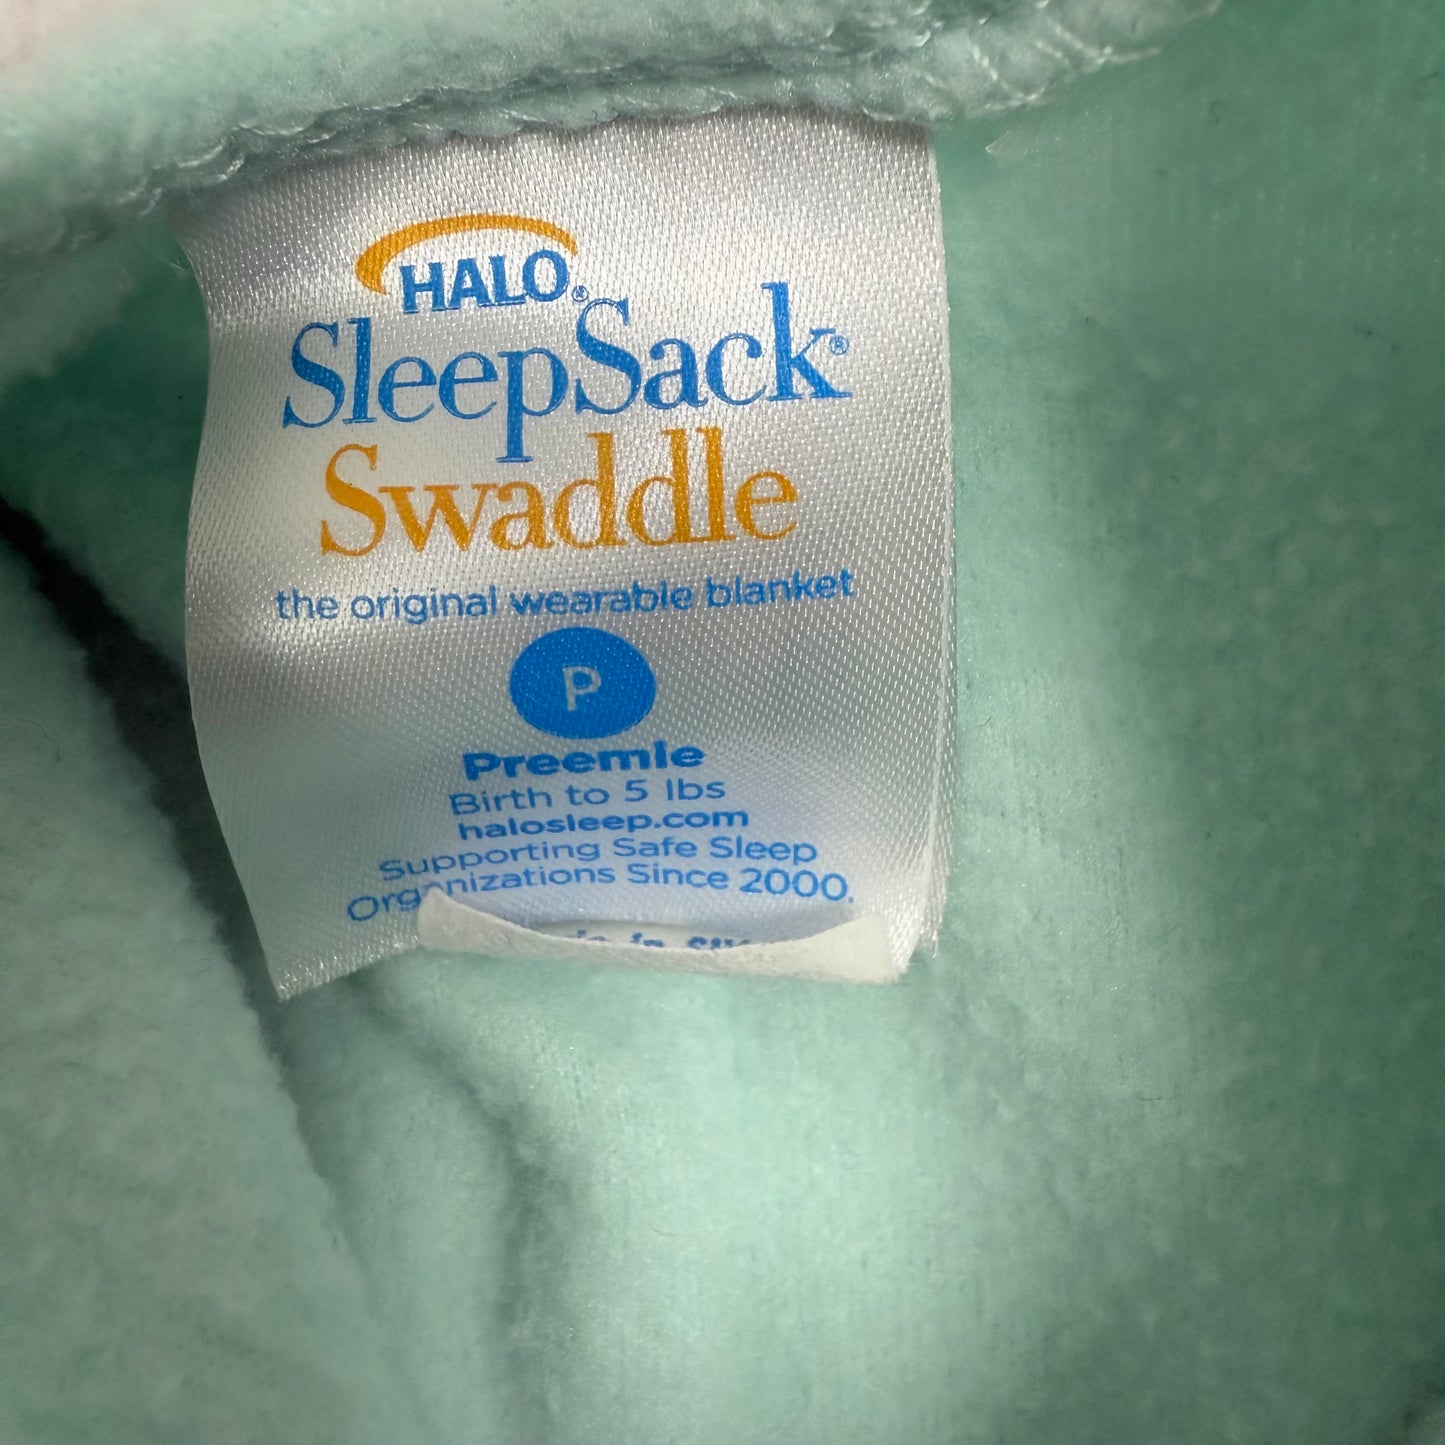 HALO®
SleepSack®
Swaddle
the original wearable blanket
P
Preemie
Birth to 5 lbs
halosleep.com
Supporting Safe Sleep
Organizations Since 2000.
in